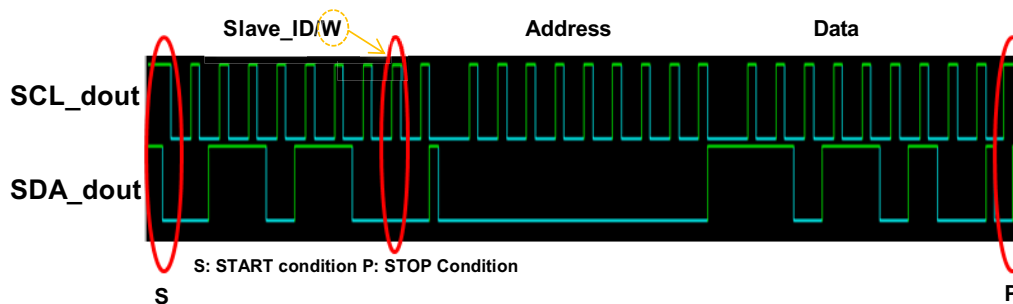 Slave_ID/W Address Data
SCL_dout
SDA_dout
S: START condition P: STOP Condition
S